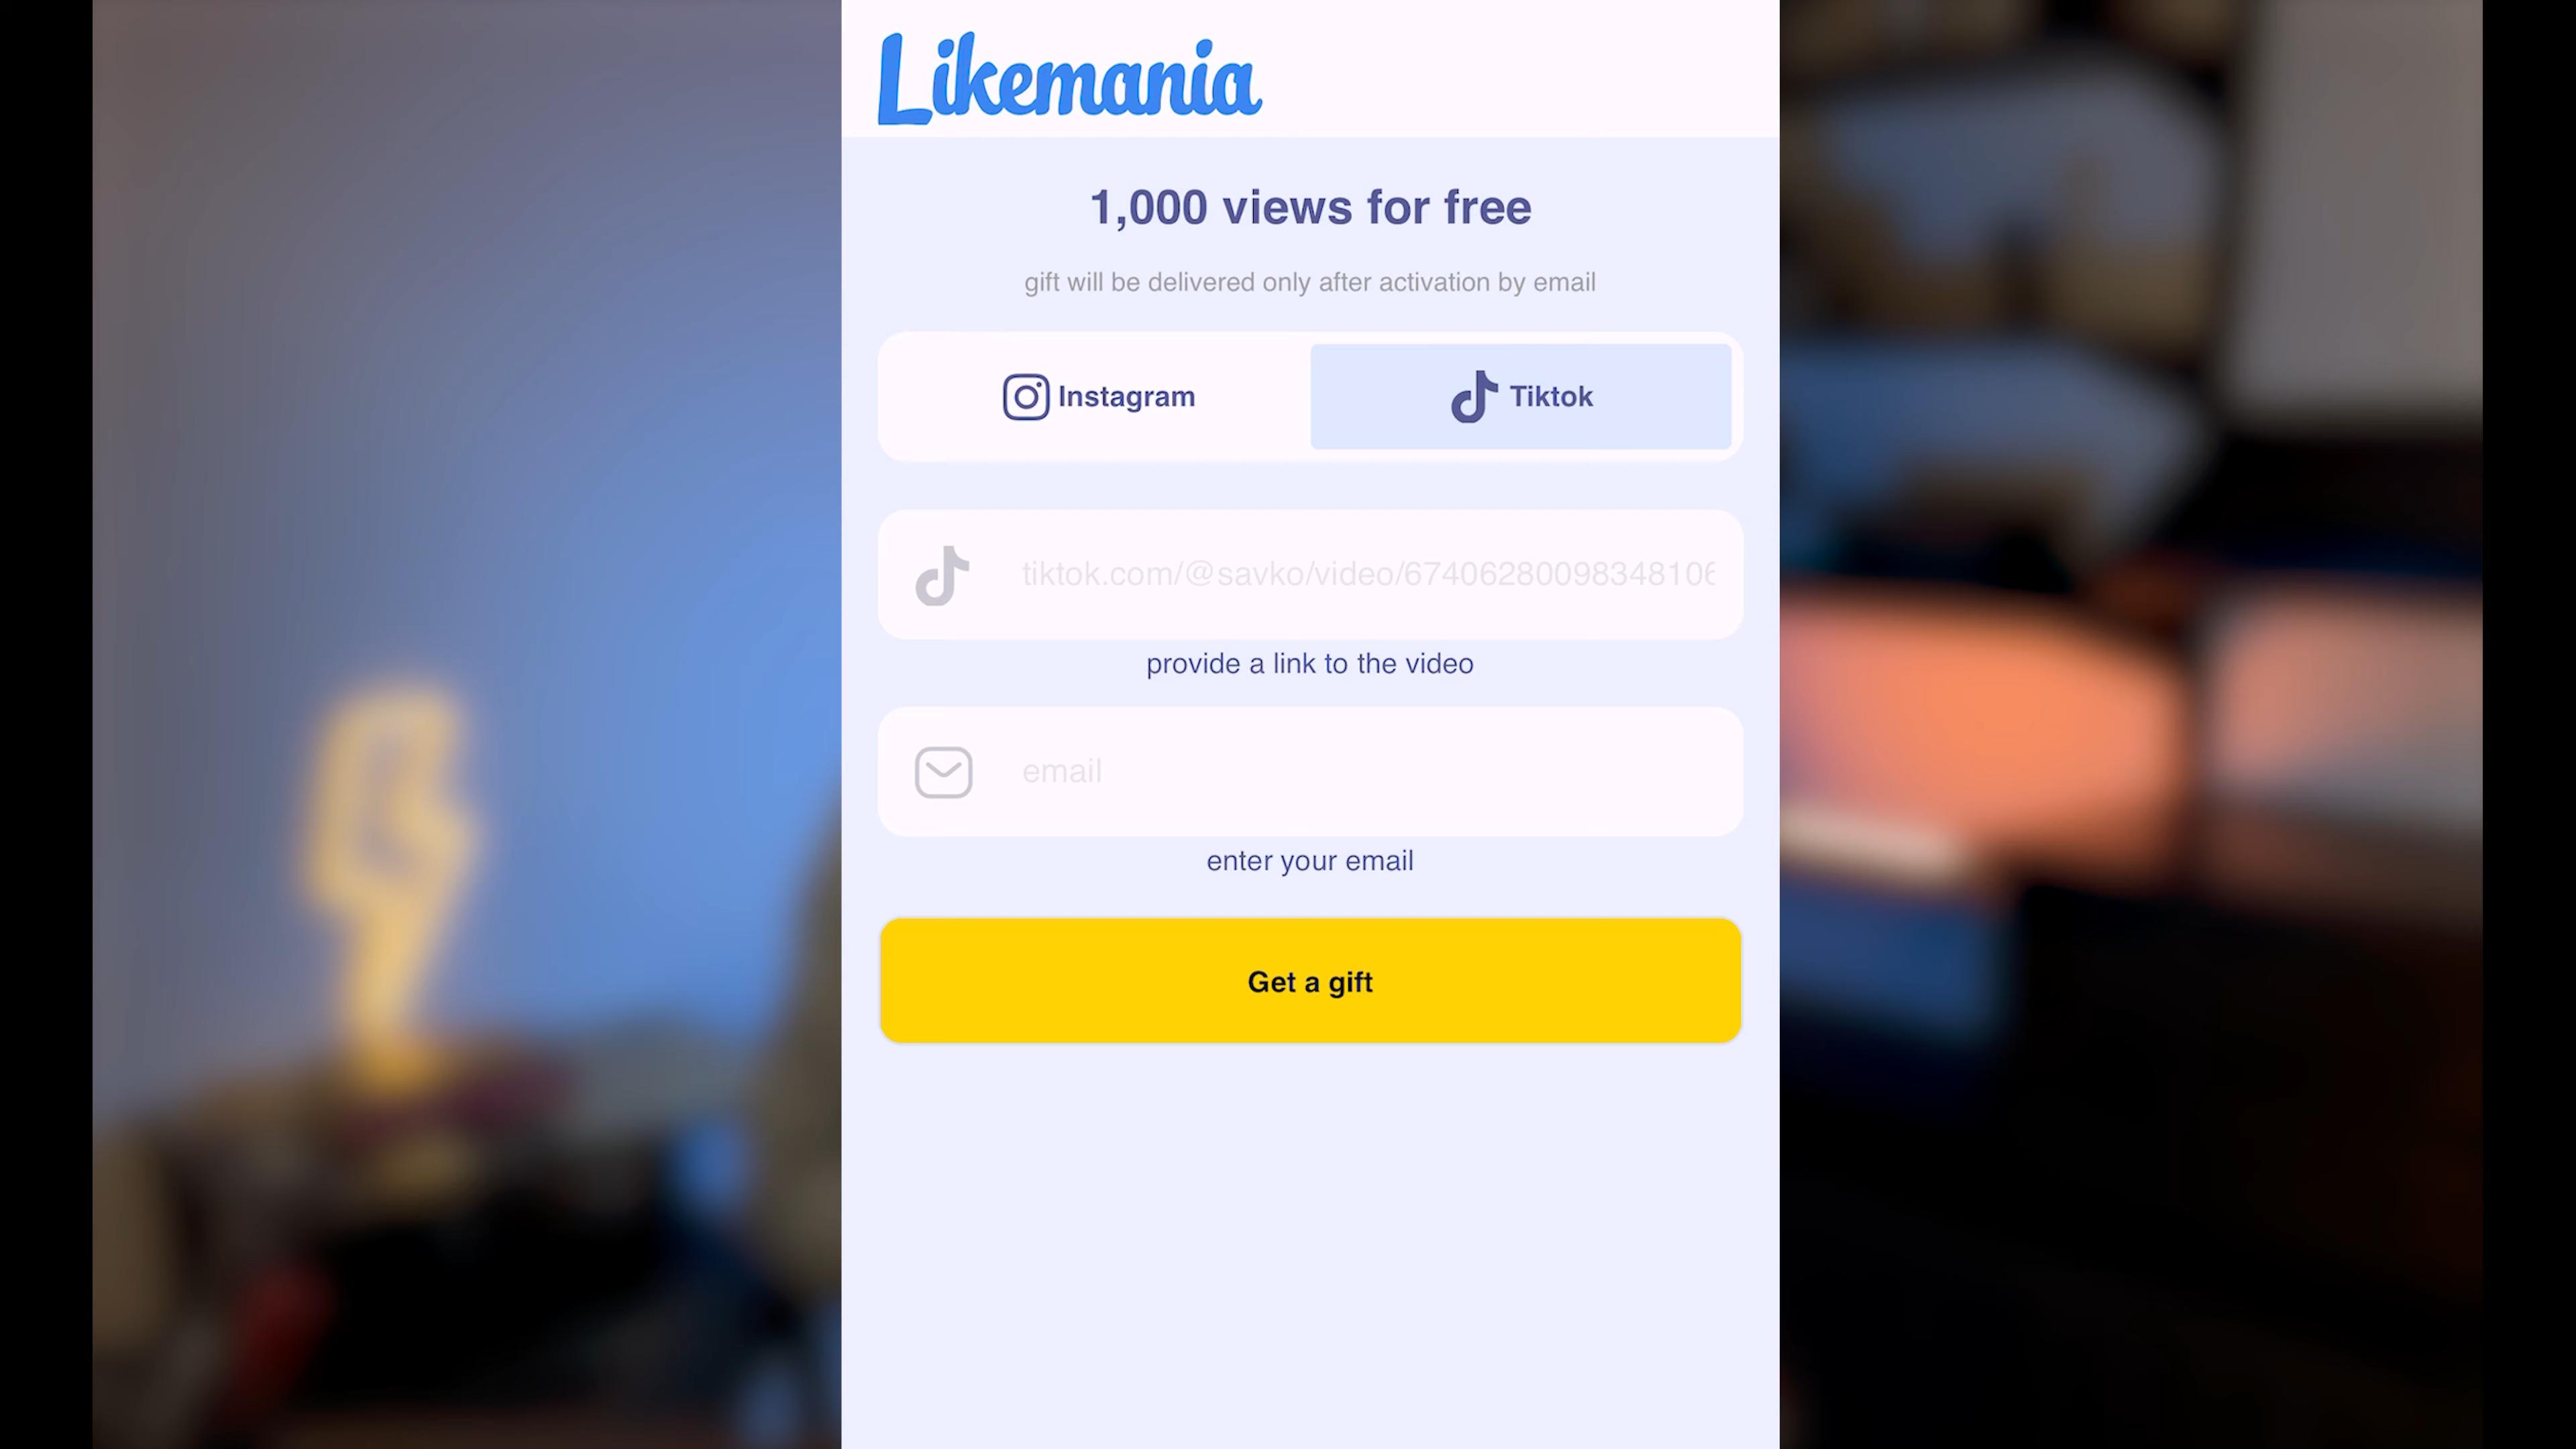 Likemania
1,000 views for free
gift will be delivered only after activation by email
Instagram
Tiktok
tiktok.com/@savko/video/67406280098348106
provide a link to the video
email
enter your email
Get a gift